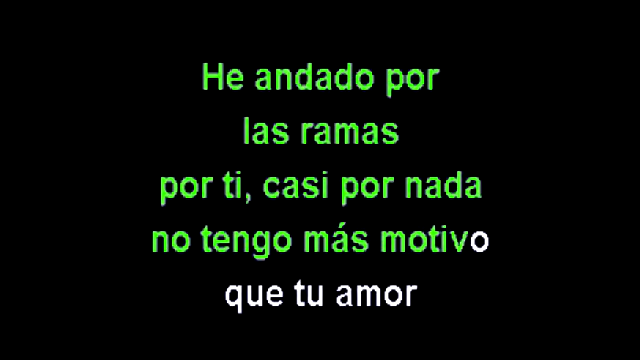 He andado por
las ramas
por ti, casi por nada
no tengo más motivo
que tu amor